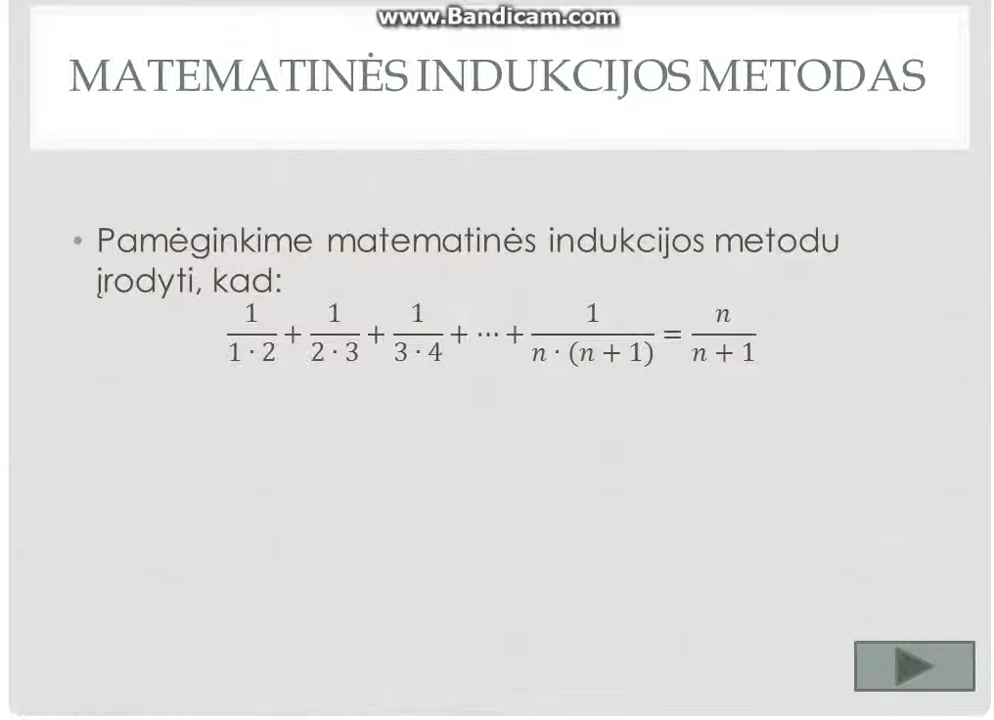 www.Bandicam.com
MATEMATINĖS INDUKCIJOS METODAS
• Pamėginkime matematinės indukcijos metodu
įrodyti, kad:
1/(1 · 2) + 1/(2 · 3) + 1/(3 · 4) + ⋯ + 1/(n · (n + 1)) = n/(n + 1)